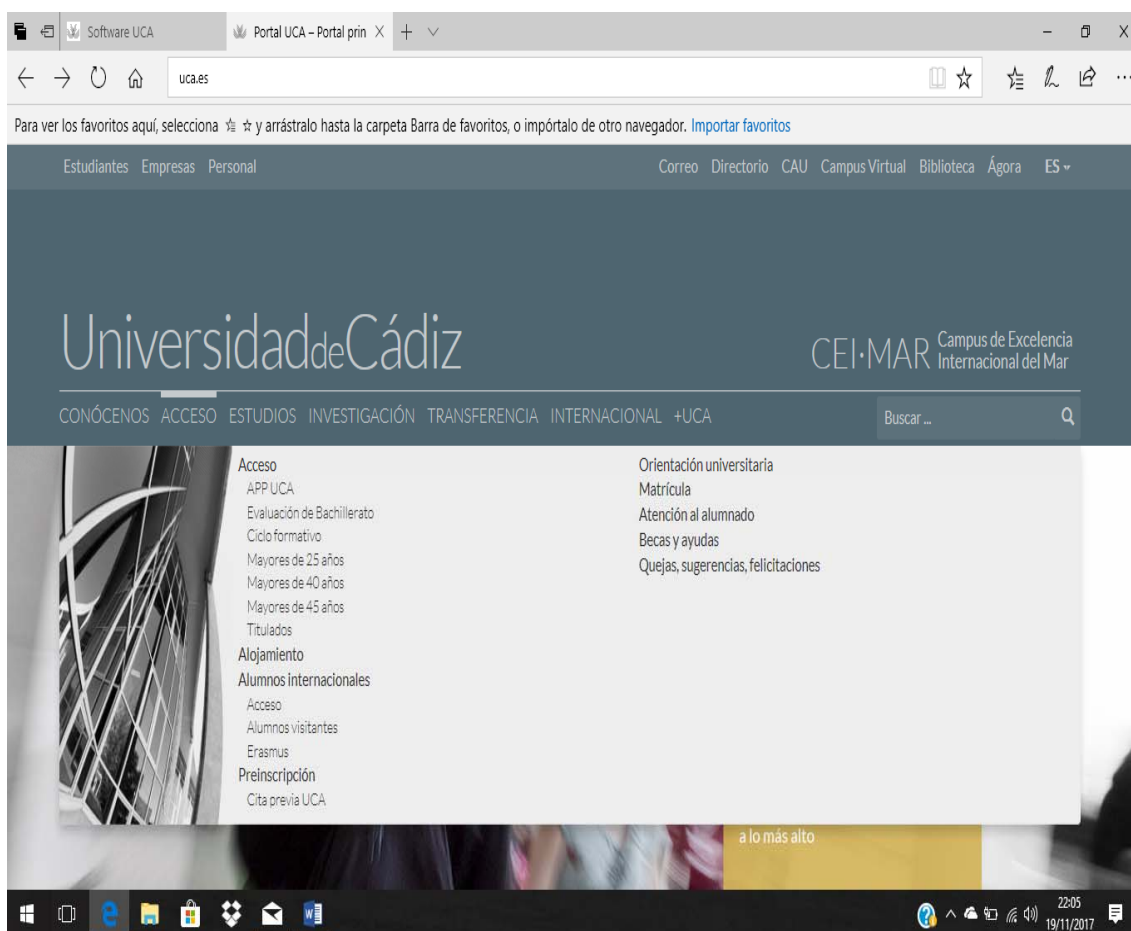 Software UCA
Portal UCA – Portal prin
uca.es
Para ver los favoritos aquí, selecciona y arrástralo hasta la carpeta Barra de favoritos, o impórtalo de otro navegador. Importar favoritos
Estudiantes Empresas Personal
Correo Directorio CAU Campus Virtual Biblioteca Ágora ES
UniversidaddeCádiz
CEI·MAR Campus de Excelencia
Internacional del Mar
CONÓCENOS ACCESO ESTUDIOS INVESTIGACIÓN TRANSFERENCIA INTERNACIONAL +UCA
Buscar ...
Acceso
APP UCA
Evaluación de Bachillerato
Ciclo formativo
Mayores de 25 años
Mayores de 40 años
Mayores de 45 años
Titulados
Alojamiento
Alumnos internacionales
Acceso
Alumnos visitantes
Erasmus
Preinscripción
Cita previa UCA
Orientación universitaria
Matrícula
Atención al alumnado
Becas y ayudas
Quejas, sugerencias, felicitaciones
a lo más alto
22:05
19/11/2017